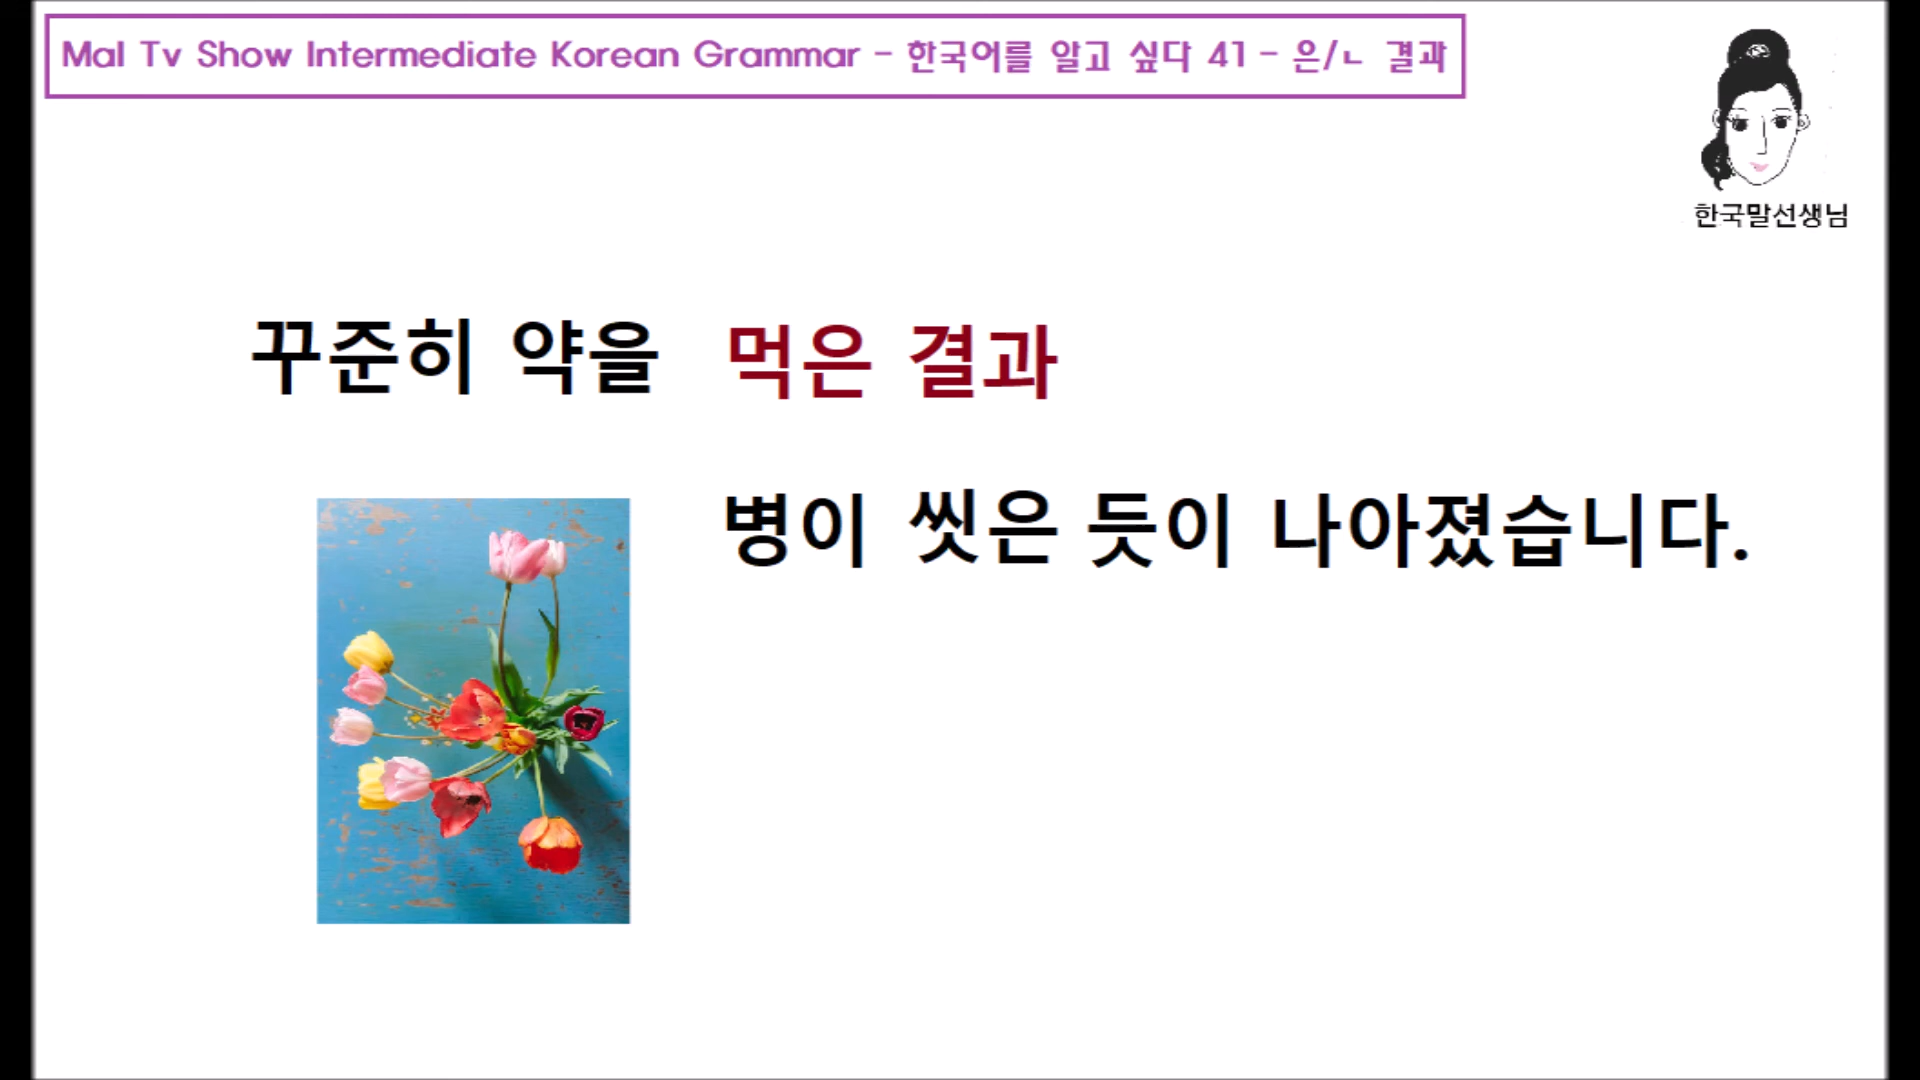 Mal Tv Show Intermediate Korean Grammar - 한국어를 알고 싶다 41 - 은/ㄴ 결과
한국말선생님
꾸준히 약을 먹은 결과
병이 씻은 듯이 나아졌습니다.